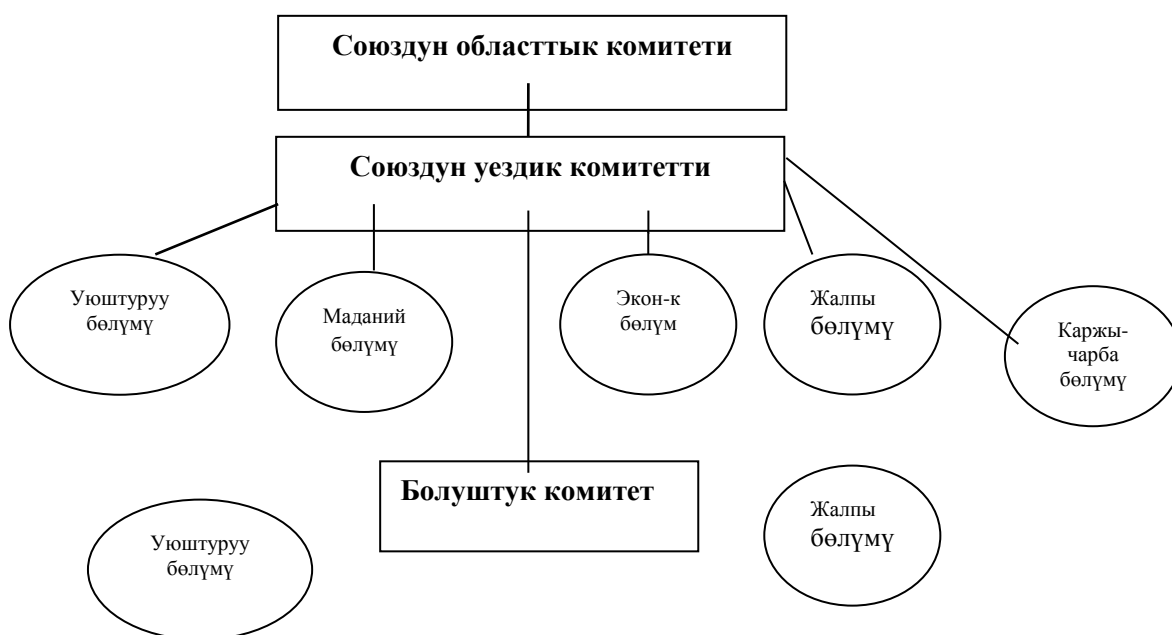 Союздун областтык комитети
Союздун уездик комитетти
Уюштуруу
бөлүмү
Маданий
бөлүмү
Экон-к
бөлүм
Жалпы
бөлүмү
Каржы-
чарба
бөлүмү
Болуштук комитет
Уюштуруу
бөлүмү
Жалпы
бөлүмү